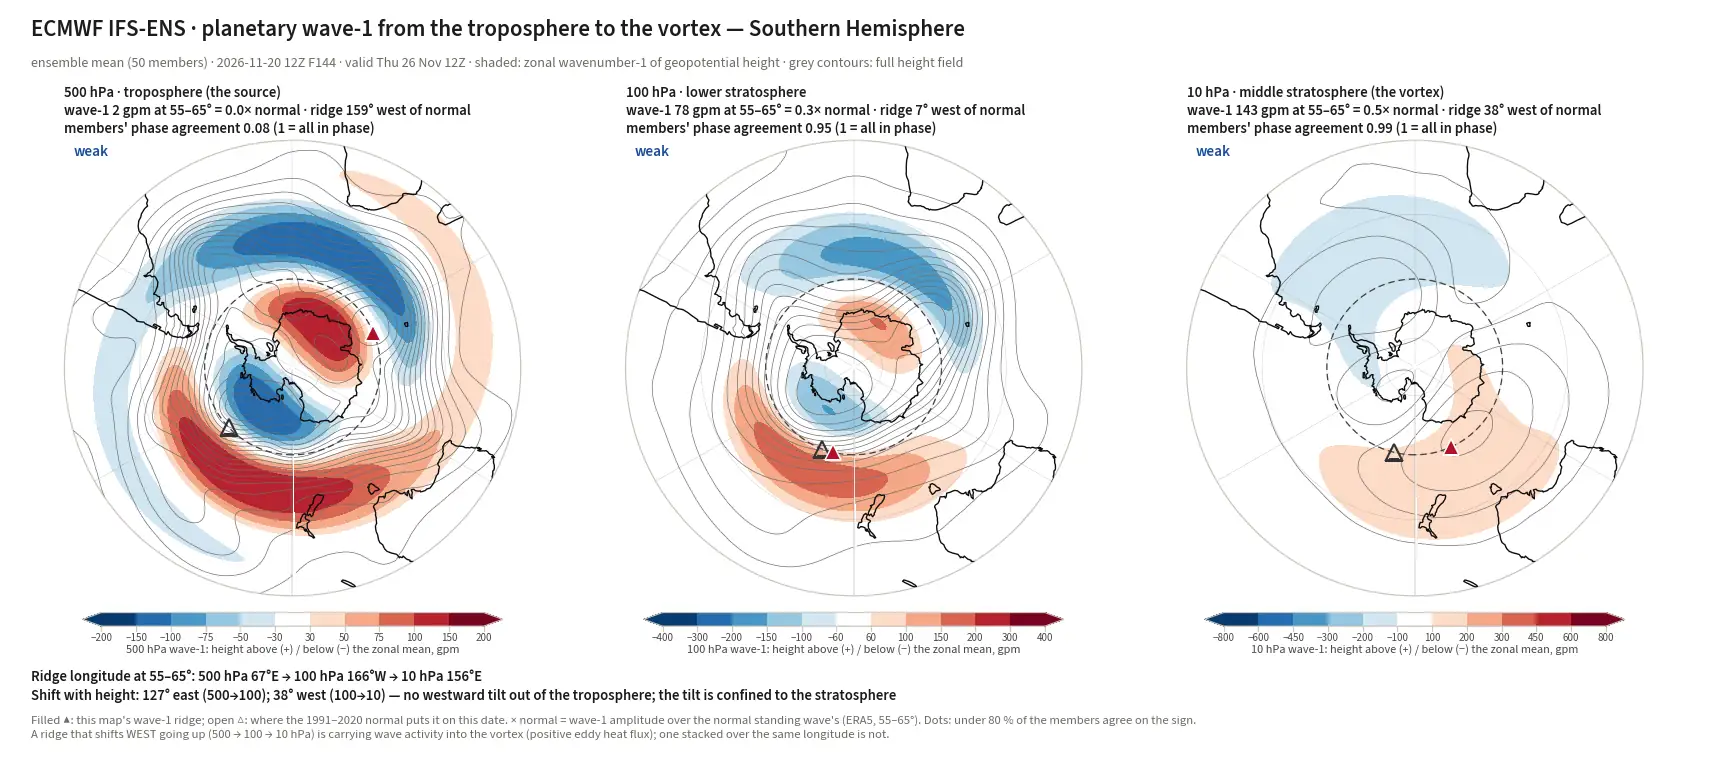 ECMWF IFS-ENS · planetary wave-1 from the troposphere to the vortex — Southern Hemisphere
ensemble mean (50 members) · 2026-11-20 12Z F144 · valid Thu 26 Nov 12Z · shaded: zonal wavenumber-1 of geopotential height · grey contours: full height field
500 hPa · troposphere (the source)
wave-1 2 gpm at 55–65° = 0.0× normal · ridge 159° west of normal
members' phase agreement 0.08 (1 = all in phase)
weak
100 hPa · lower stratosphere
wave-1 78 gpm at 55–65° = 0.3× normal · ridge 7° west of normal
members' phase agreement 0.95 (1 = all in phase)
weak
10 hPa · middle stratosphere (the vortex)
wave-1 143 gpm at 55–65° = 0.5× normal · ridge 38° west of normal
members' phase agreement 0.99 (1 = all in phase)
weak
−200 −150 −100 −75 −50 −30 30 50 75 100 150 200
500 hPa wave-1: height above (+) / below (−) the zonal mean, gpm
−400 −300 −200 −150 −100 −60 60 100 150 200 300 400
100 hPa wave-1: height above (+) / below (−) the zonal mean, gpm
−800 −600 −450 −300 −200 −100 100 200 300 450 600 800
10 hPa wave-1: height above (+) / below (−) the zonal mean, gpm
Ridge longitude at 55–65°: 500 hPa 67°E → 100 hPa 166°W → 10 hPa 156°E
Shift with height: 127° east (500→100); 38° west (100→10) — no westward tilt out of the troposphere; the tilt is confined to the stratosphere
Filled ▲: this map's wave-1 ridge; open △: where the 1991–2020 normal puts it on this date. × normal = wave-1 amplitude over the normal standing wave's (ERA5, 55–65°). Dots: under 80 % of the members agree on the sign.
A ridge that shifts WEST going up (500 → 100 → 10 hPa) is carrying wave activity into the vortex (positive eddy heat flux); one stacked over the same longitude is not.